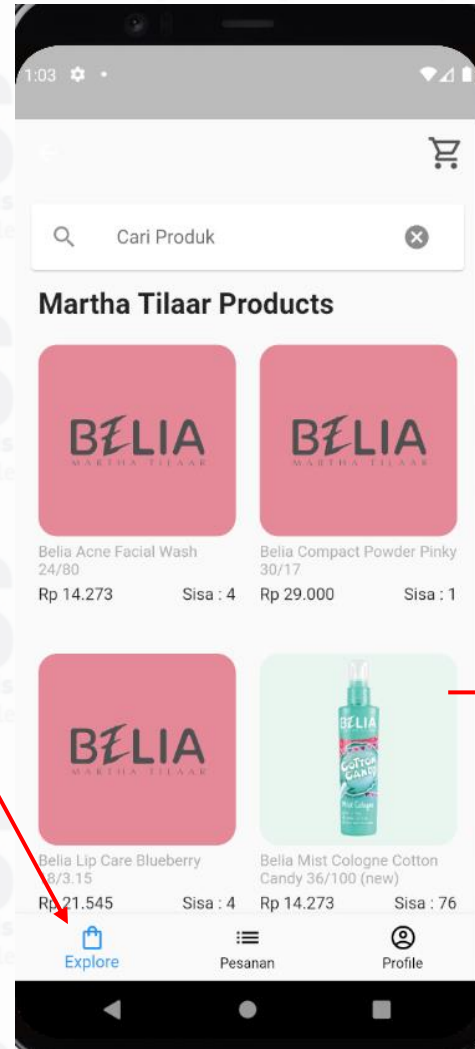 1:03
Cari Produk
Martha Tilaar Products
BELIA
MARTHA TILAAR
BELIA
MARTHA TILAAR
Belia Acne Facial Wash
24/80
Rp 14.273 Sisa : 4
Belia Compact Powder Pinky
30/17
Rp 29.000 Sisa : 1
BELIA
MARTHA TILAAR
BELIA
COTTON
CANDY
Mist Cologne
Belia Lip Care Blueberry
8/3.15
Rp 21.545 Sisa : 4
Belia Mist Cologne Cotton
Candy 36/100 (new)
Rp 14.273 Sisa : 76
Explore
Pesanan
Profile